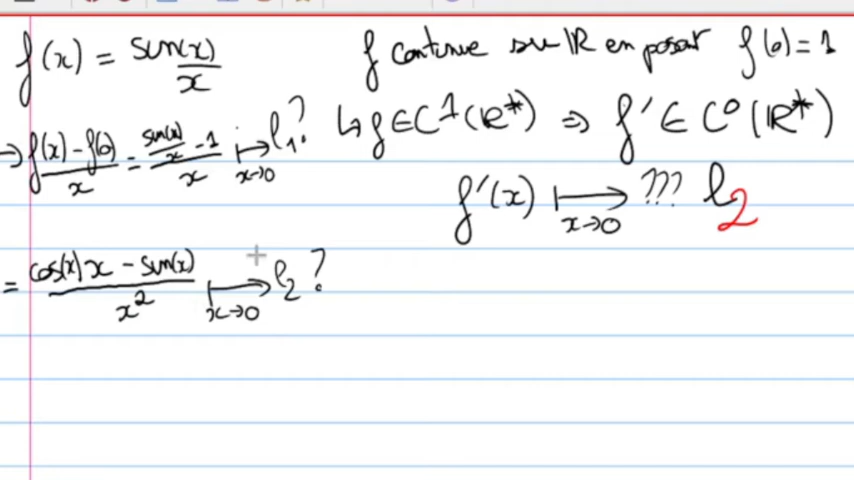 f(x) = sin(x)/x    f continue sur ℝ en posant f(0) = 1
↳ f ∈ C¹(ℝ*) ⇒ f' ∈ C⁰(ℝ*)
→ (f(x) - f(0))/x = (sin(x)/x - 1)/x ↦ x→0 l₁?
f'(x) ↦ x→0 ??? l₂
= (cos(x)x - sin(x))/x² ↦ x→0 l₂?